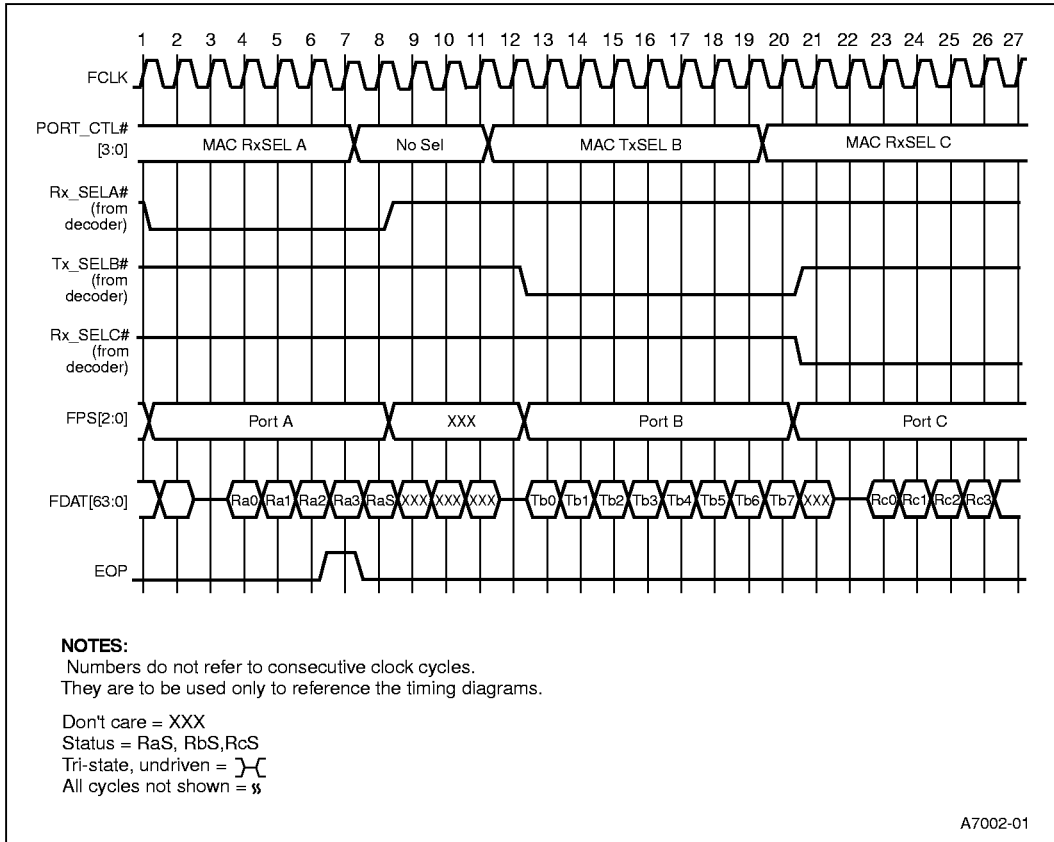 1 2 3 4 5 6 7 8 9 10 11 12 13 14 15 16 17 18 19 20 21 22 23 24 25 26 27
FCLK
PORT_CTL#
[3:0]
MAC RxSEL A No Sel MAC TxSEL B MAC RxSEL C
Rx_SELA#
(from
decoder)
Tx_SELB#
(from
decoder)
Rx_SELC#
(from
decoder)
FPS[2:0] Port A XXX Port B Port C
FDAT[63:0] Ra0 Ra1 Ra2 Ra3 RaS XXX XXX XXX Tb0 Tb1 Tb2 Tb3 Tb4 Tb5 Tb6 Tb7 XXX Rc0 Rc1 Rc2 Rc3
EOP
NOTES:
Numbers do not refer to consecutive clock cycles.
They are to be used only to reference the timing diagrams.
Don't care = XXX
Status = RaS, RbS,RcS
Tri-state, undriven =
All cycles not shown =
A7002-01